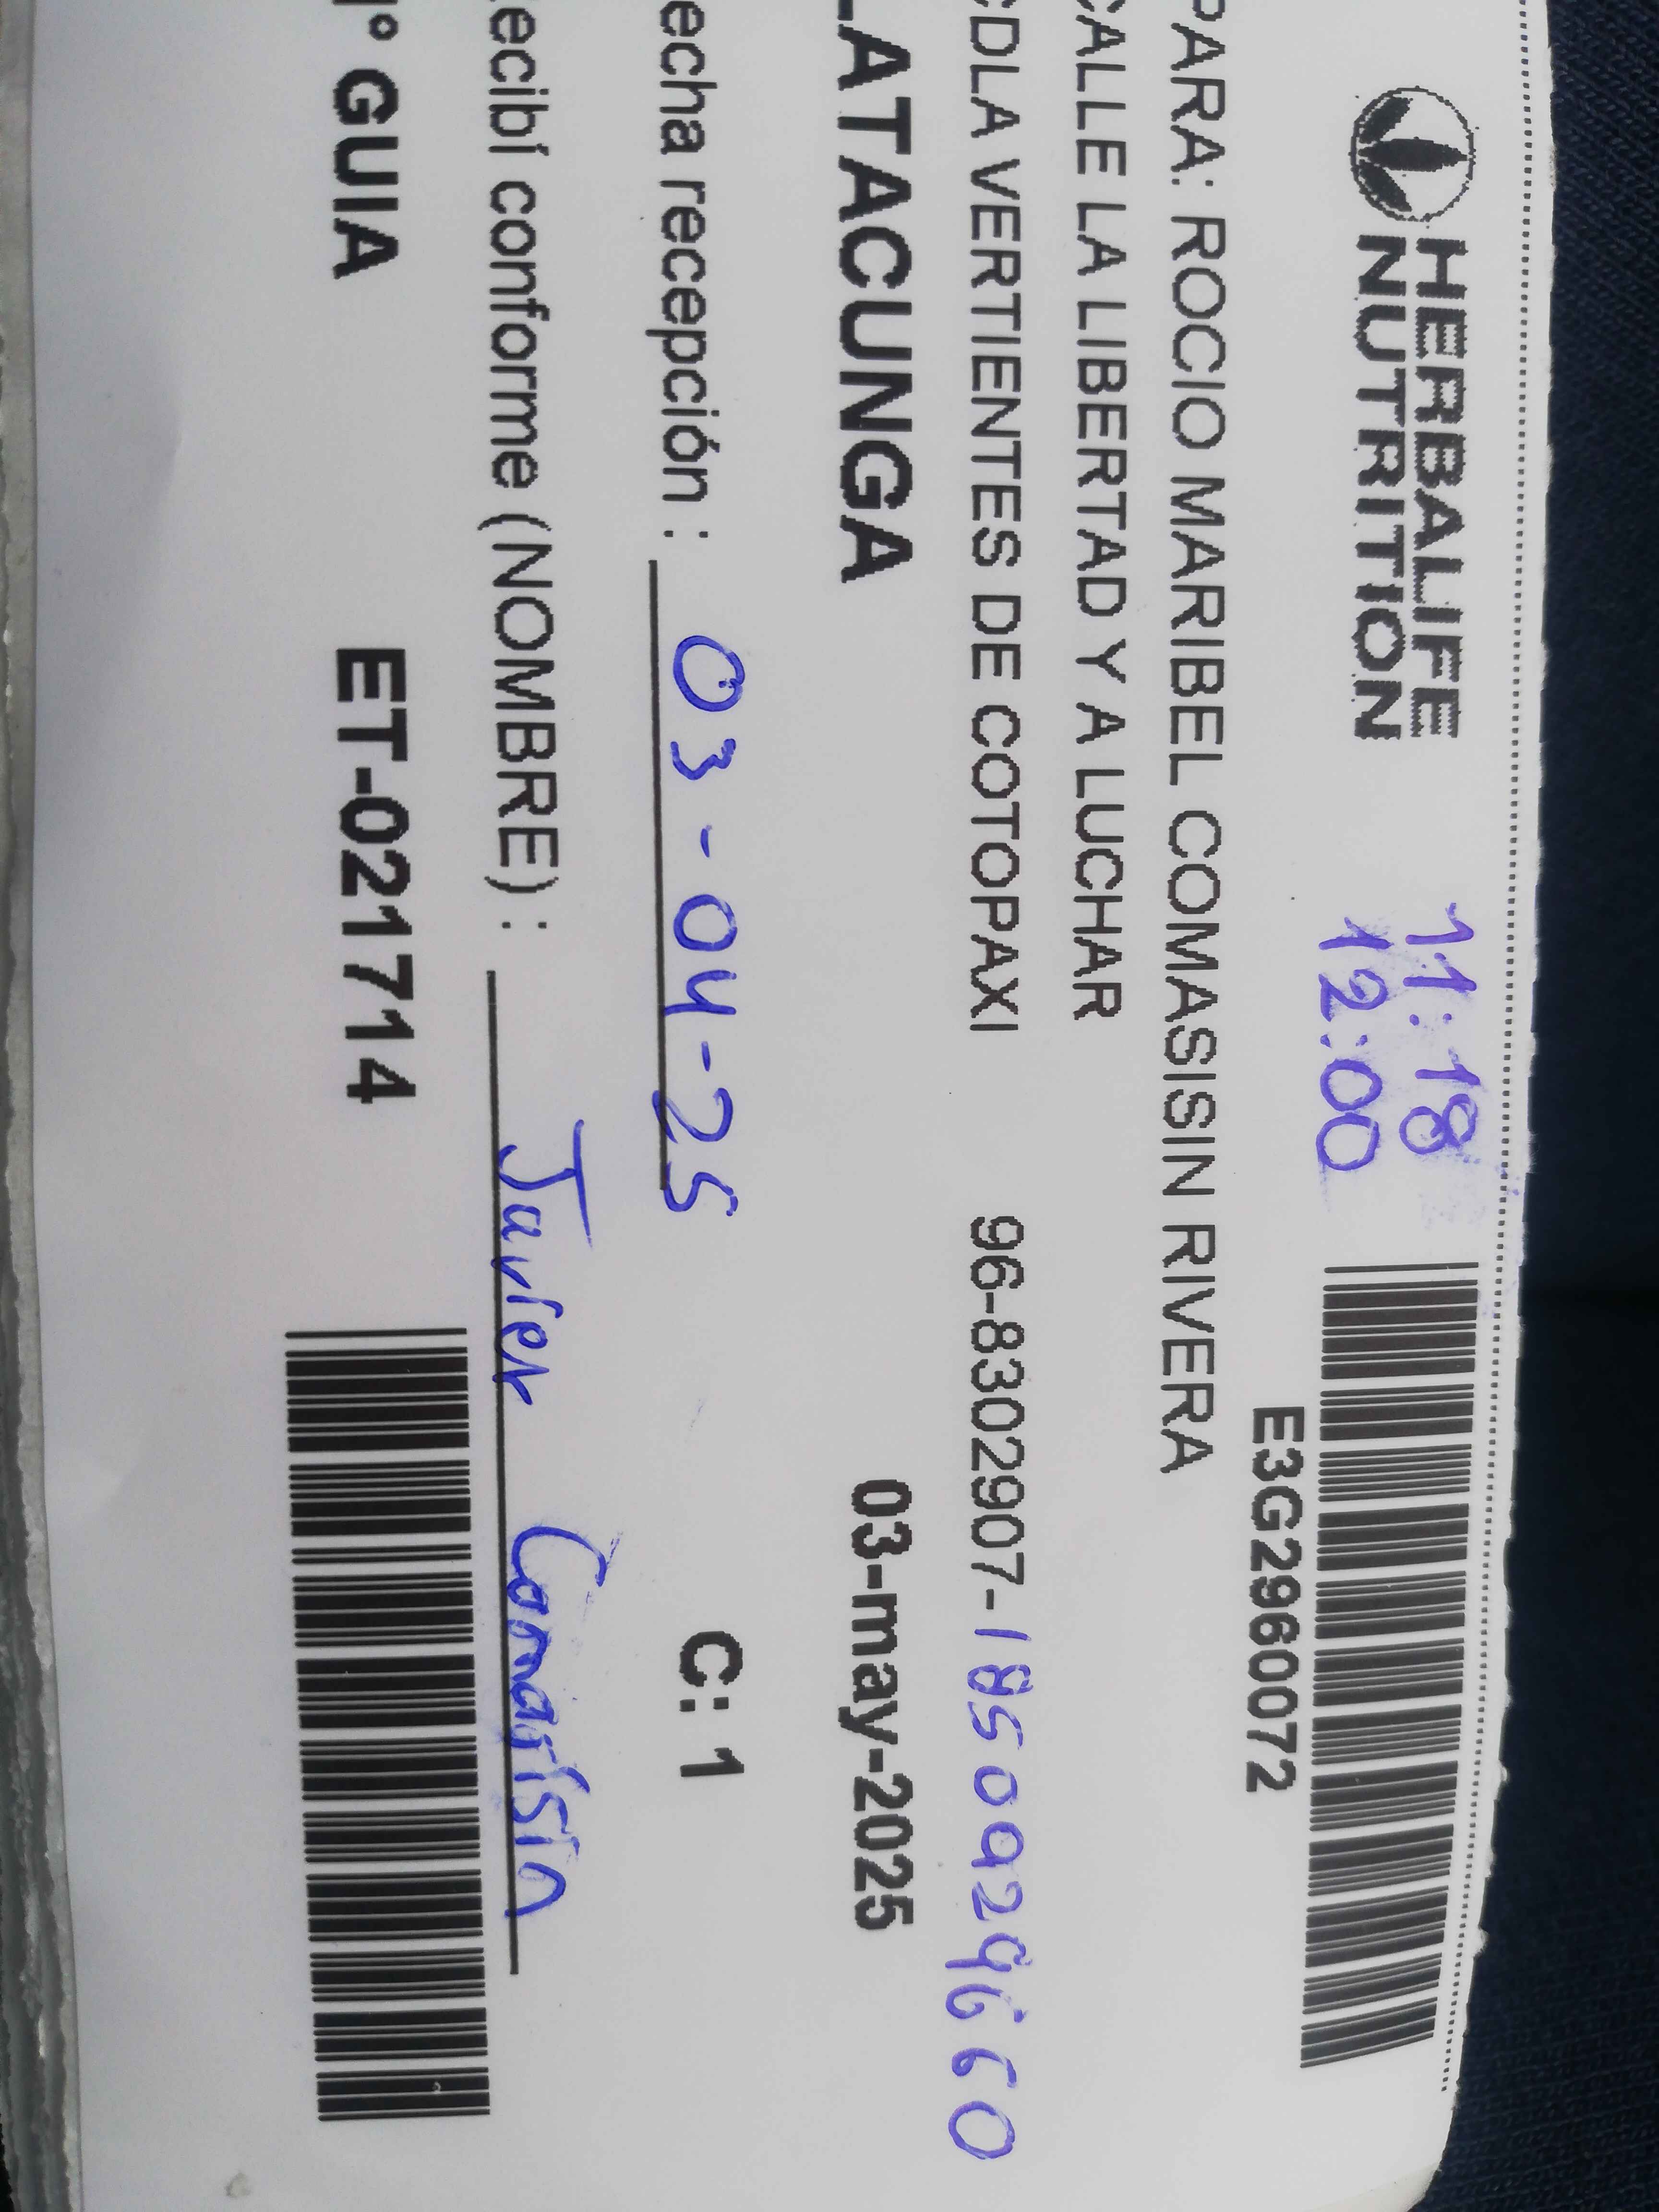 HERBALIFE
NUTRITION
11:18
12:00
E3G2960072
PARA: ROCIO MARIBEL COMASISIN RIVERA
CALLE LA LIBERTAD Y A LUCHAR
CDLA VERTIENTES DE COTOPAXI 96-8302907-1850029660
LATACUNGA 03-may-2025
echa recepción : 03-04-25 C: 1
ecibí conforme (NOMBRE) : Javier Comasisin
N° GUIA ET-021714